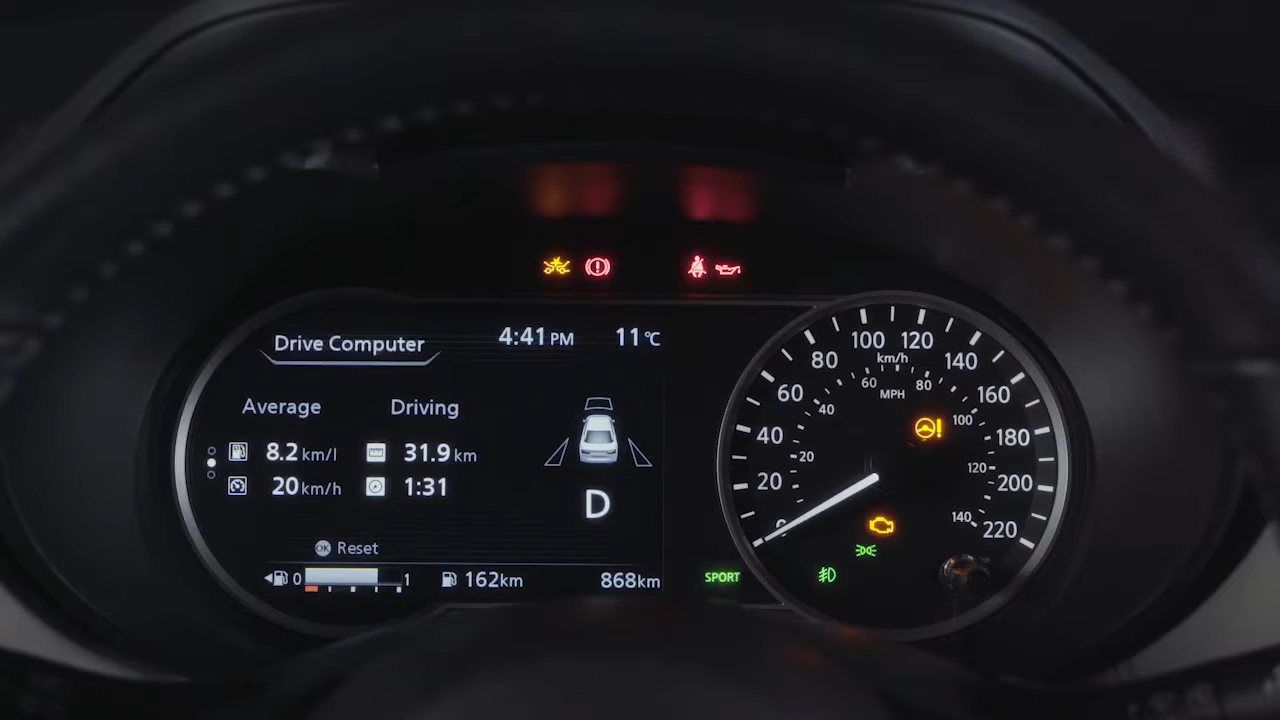 Drive Computer 4:41 PM 11°C
Average Driving
8.2 km/l 31.9 km
20 km/h 1:31
D
OK Reset
0 1 162km 868km
SPORT
0 20 40 60 80 100 120 140 160 180 200 220
km/h
20 40 60 80 100 120 140
MPH